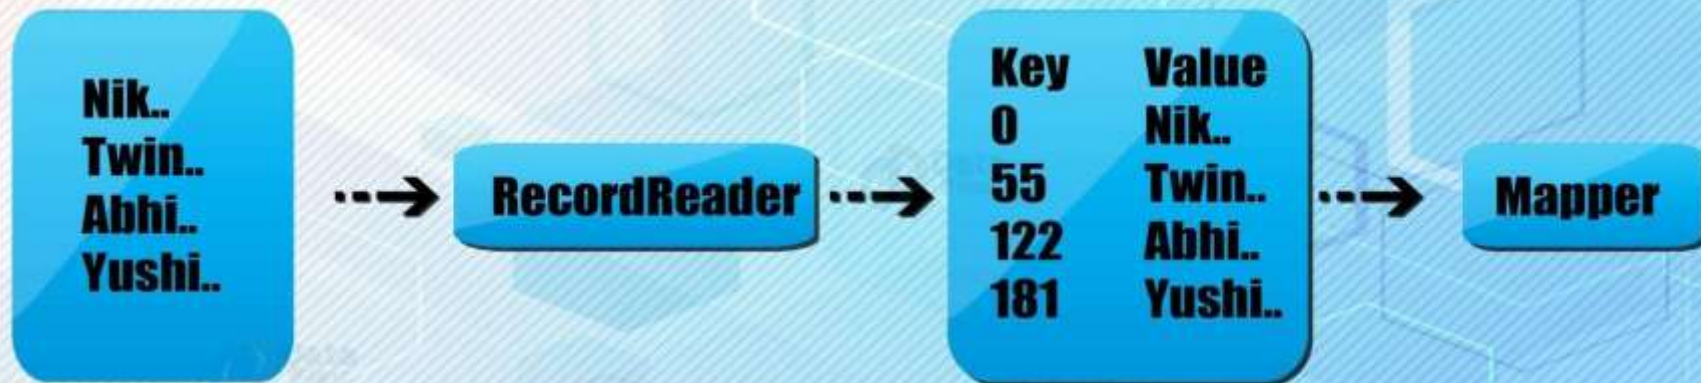 Nik..
Twin..
Abhi..
Yushi..
RecordReader
Key Value
0 Nik..
55 Twin..
122 Abhi..
181 Yushi..
Mapper